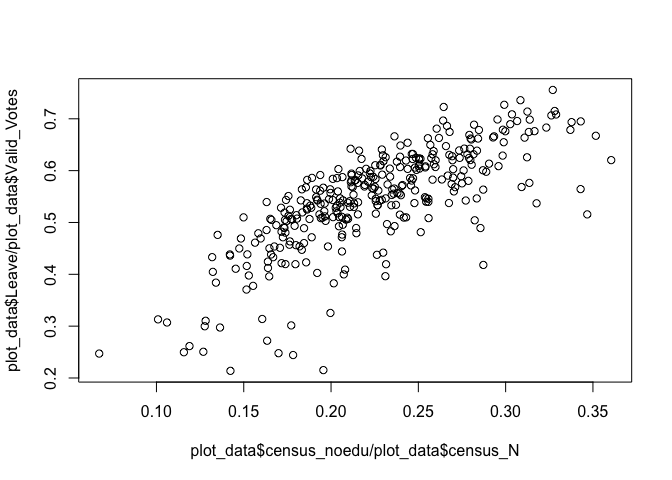 plot_data$Leave/plot_data$Valid_Votes
0.7
0.6
0.5
0.4
0.3
0.2
0.10 0.15 0.20 0.25 0.30 0.35
plot_data$census_noedu/plot_data$census_N